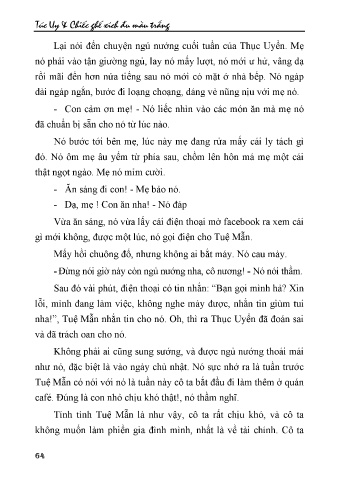 Túc Uy & Chiếc ghế xích đu màu trắng
Lại nói đến chuyện ngủ nướng cuối tuần của Thục Uyển. Mẹ
nó phải vào tận giường ngủ, lay nó mấy lượt, nó mới ư hử, vâng dạ
rồi mãi đến hơn nửa tiếng sau nó mới có mặt ở nhà bếp. Nó ngáp
dài ngáp ngắn, bước đi loạng choạng, dáng vẻ nũng nịu với mẹ nó.
- Con cảm ơn mẹ! - Nó liếc nhìn vào các món ăn mà mẹ nó
đã chuẩn bị sẵn cho nó từ lúc nào.
Nó bước tới bên mẹ, lúc này mẹ đang rửa mấy cái ly tách gì
đó. Nó ôm mẹ âu yếm từ phía sau, chồm lên hôn má mẹ một cái
thật ngọt ngào. Mẹ nó mỉm cười.
- Ăn sáng đi con! - Mẹ bảo nó.
- Dạ, mẹ ! Con ăn nha! - Nó đáp
Vừa ăn sáng, nó vừa lấy cái điện thoại mở facebook ra xem cái
gì mới không, được một lúc, nó gọi điện cho Tuệ Mẫn.
Mấy hồi chuông đổ, nhưng không ai bắt máy. Nó cau mày.
- Đừng nói giờ này còn ngủ nướng nha, cô nương! - Nó nói thầm.
Sau đó vài phút, điện thoại có tin nhắn: “Bạn gọi mình hả? Xin
lỗi, mình đang làm việc, không nghe máy được, nhắn tin giùm tui
nha!”, Tuệ Mẫn nhắn tin cho nó. Oh, thì ra Thục Uyển đã đoán sai
và đã trách oan cho nó.
Không phải ai cũng sung sướng, và được ngủ nướng thoải mái
như nó, đặc biệt là vào ngày chủ nhật. Nó sực nhớ ra là tuần trước
Tuệ Mẫn có nói với nó là tuần này cô ta bắt đầu đi làm thêm ở quán
café. Đúng là con nhỏ chịu khó thật!, nó thầm nghĩ.
Tính tình Tuệ Mẫn là như vậy, cô ta rất chịu khó, và cô ta
không muốn làm phiền gia đình mình, nhất là về tài chính. Cô ta
64